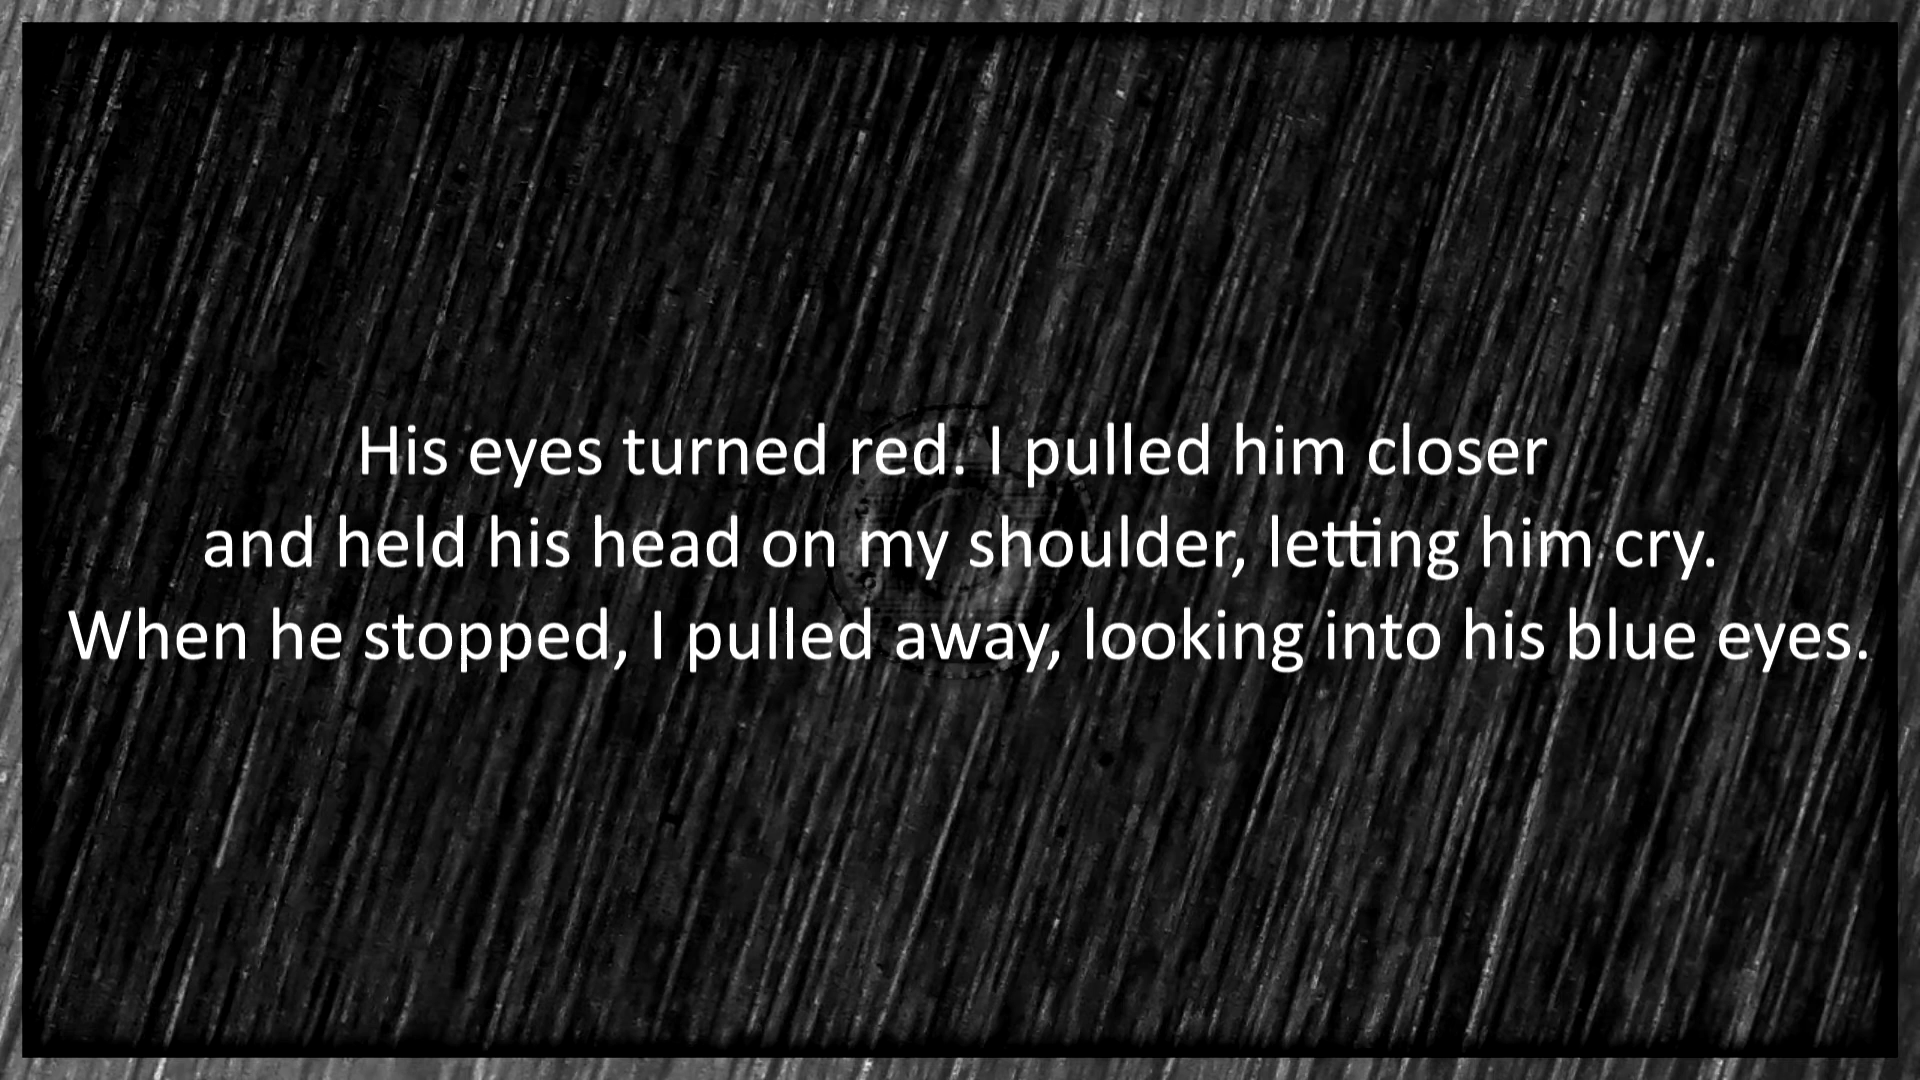 His eyes turned red. I pulled him closer
and held his head on my shoulder, letting him cry.
When he stopped, I pulled away, looking into his blue eyes.